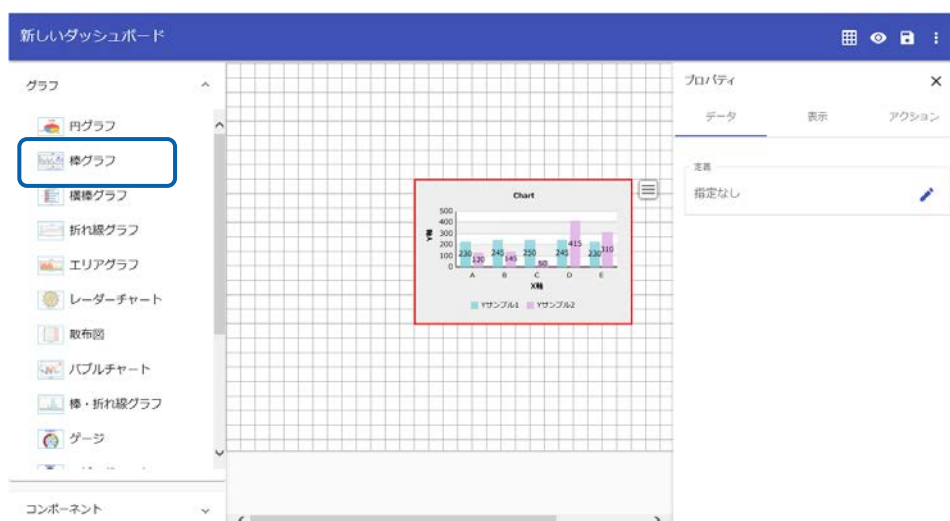 新しいダッシュボード
グラフ
円グラフ
棒グラフ
横棒グラフ
折れ線グラフ
エリアグラフ
レーダーチャート
散布図
バブルチャート
棒・折れ線グラフ
ゲージ
コンポーネント
Chart
Y軸
500
400
300
200
100
0
230 120 245 145 250 50 245 415 230 310
A B C D E
X軸
Yサンプル1 Yサンプル2
プロパティ
データ 表示 アクション
定義
指定なし